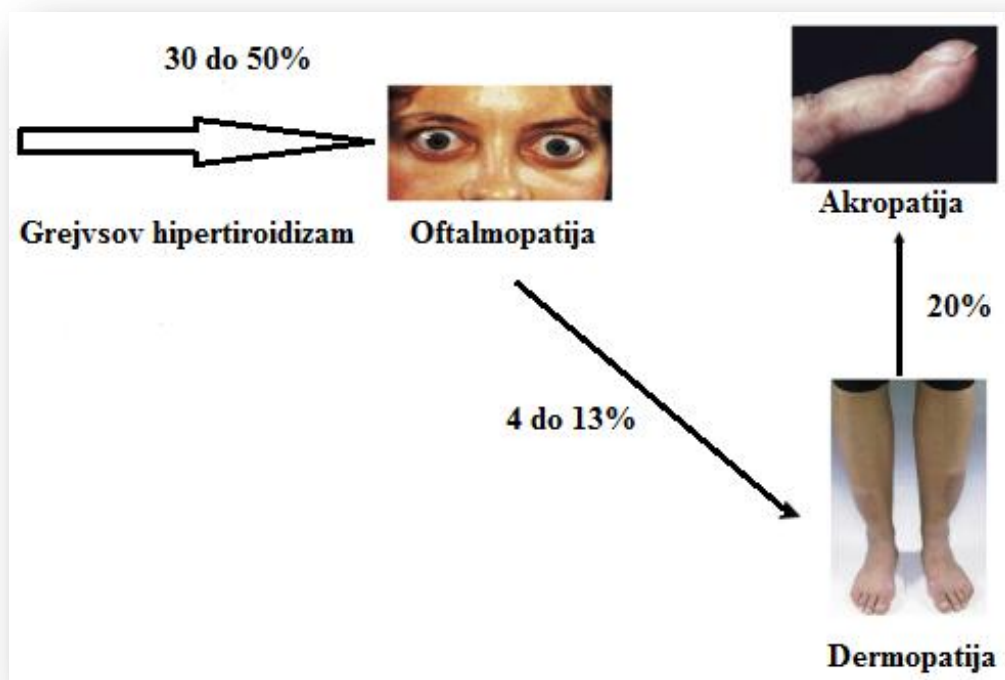 30 do 50%
Grejvsov hipertiroidizam
Oftalmopatija
4 do 13%
Dermopatija
20%
Akropatija